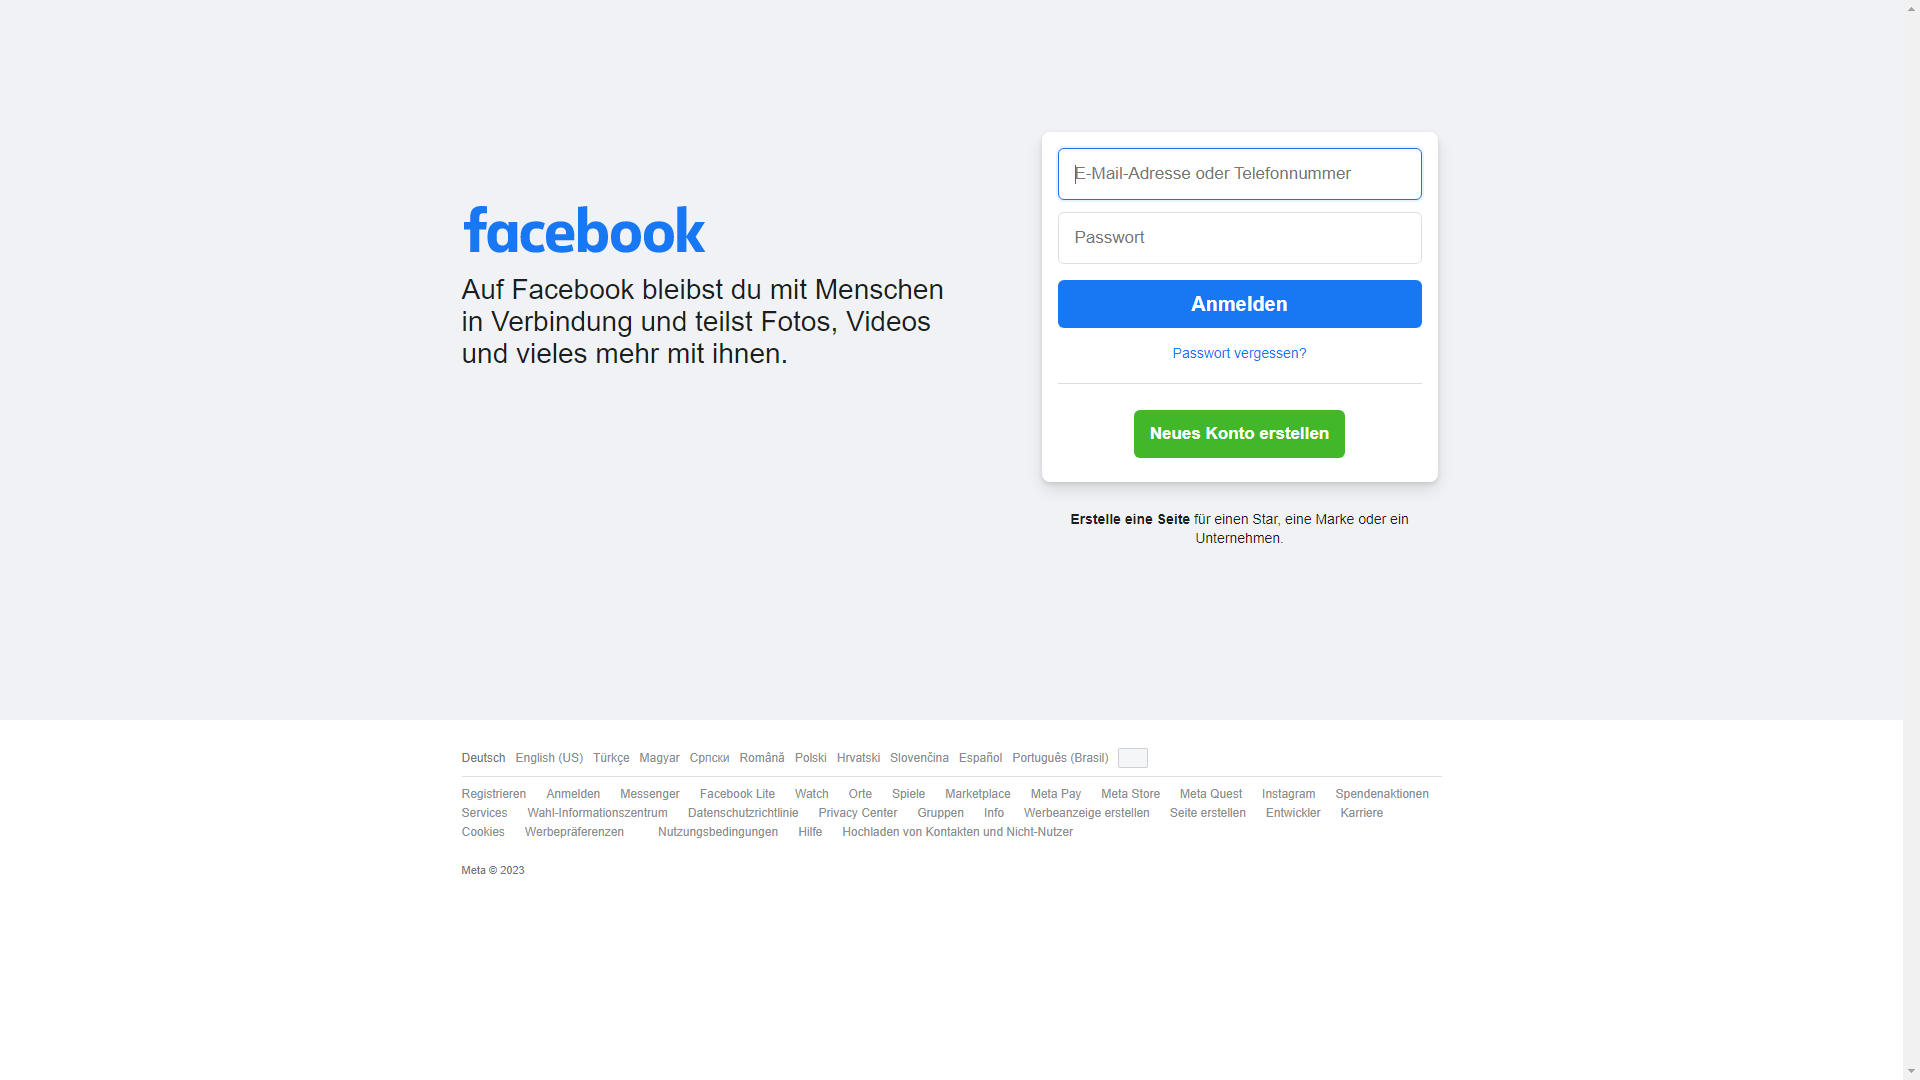 facebook
Auf Facebook bleibst du mit Menschen
in Verbindung und teilst Fotos, Videos
und vieles mehr mit ihnen.
E-Mail-Adresse oder Telefonnummer
Passwort
Anmelden
Passwort vergessen?
Neues Konto erstellen
Erstelle eine Seite für einen Star, eine Marke oder ein
Unternehmen.
Deutsch English (US) Türkçe Magyar Српски Română Polski Hrvatski Slovenčina Español Português (Brasil)
Registrieren Anmelden Messenger Facebook Lite Watch Orte Spiele Marketplace Meta Pay Meta Store Meta Quest Instagram Spendenaktionen
Services Wahl-Informationszentrum Datenschutzrichtlinie Privacy Center Gruppen Info Werbeanzeige erstellen Seite erstellen Entwickler Karriere
Cookies Werbepräferenzen Nutzungsbedingungen Hilfe Hochladen von Kontakten und Nicht-Nutzer
Meta © 2023